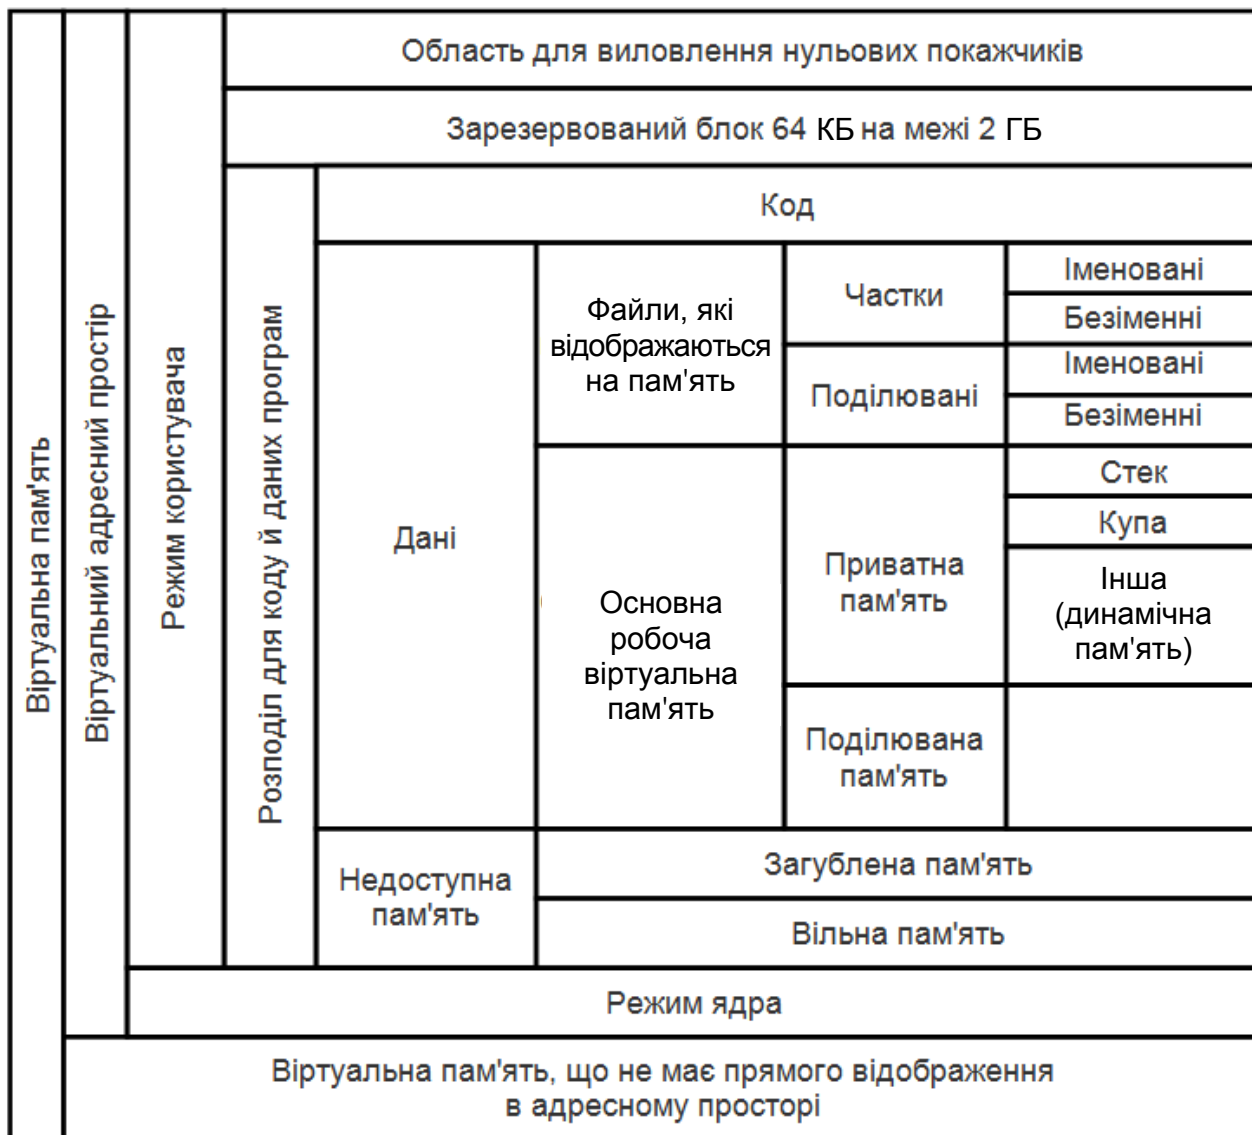 Віртуальна пам'ять
Віртуальний адресний простір
Режим користувача
Область для виловлення нульових покажчиків
Зарезервований блок 64 КБ на межі 2 ГБ
Розподіл для коду й даних програм
Код
Дані
Файли, які
відображаються
на пам'ять
Частки
Іменовані
Безіменні
Поділювані
Іменовані
Безіменні
Основна
робоча
віртуальна
пам'ять
Приватна
пам'ять
Стек
Купа
Інша
(динамічна
пам'ять)
Поділювана
пам'ять
Недоступна
пам'ять
Загублена пам'ять
Вільна пам'ять
Режим ядра
Віртуальна пам'ять, що не має прямого відображення
в адресному просторі